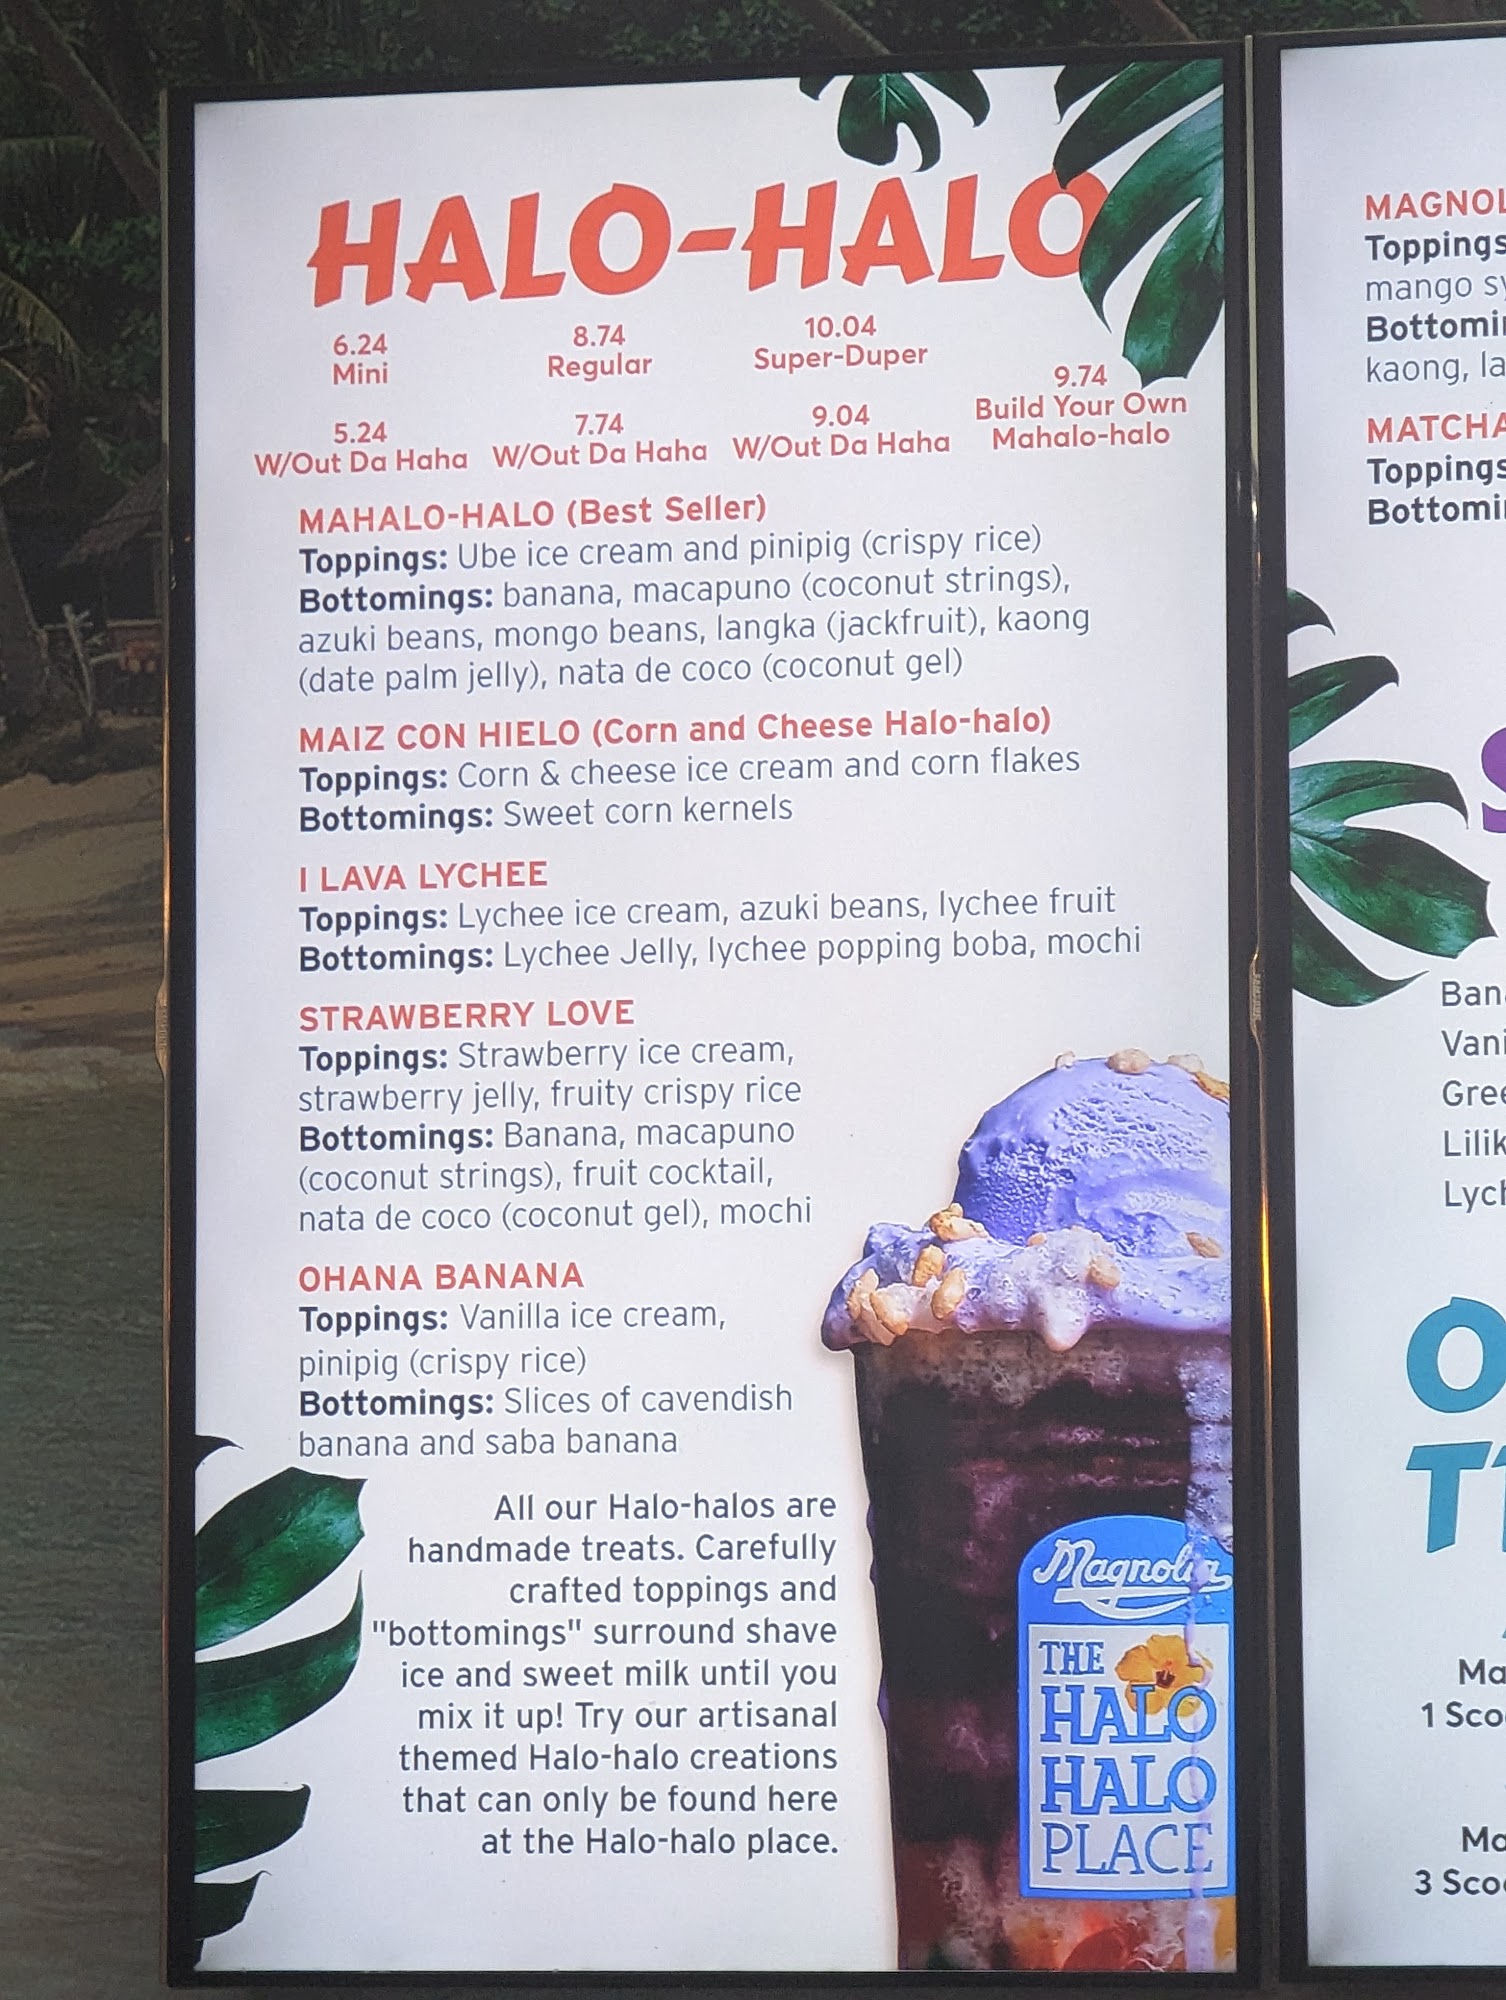 HALO-HALO
6.24
Mini
8.74
Regular
10.04
Super-Duper
5.24
W/Out Da Haha
7.74
W/Out Da Haha
9.04
W/Out Da Haha
9.74
Build Your Own
Mahalo-halo
MAHALO-HALO (Best Seller)
Toppings: Ube ice cream and pinipig (crispy rice)
Bottomings: banana, macapuno (coconut strings),
azuki beans, mongo beans, langka (jackfruit), kaong
(date palm jelly), nata de coco (coconut gel)
MAIZ CON HIELO (Corn and Cheese Halo-halo)
Toppings: Corn & cheese ice cream and corn flakes
Bottomings: Sweet corn kernels
I LAVA LYCHEE
Toppings: Lychee ice cream, azuki beans, lychee fruit
Bottomings: Lychee Jelly, lychee popping boba, mochi
STRAWBERRY LOVE
Toppings: Strawberry ice cream,
strawberry jelly, fruity crispy rice
Bottomings: Banana, macapuno
(coconut strings), fruit cocktail,
nata de coco (coconut gel), mochi
OHANA BANANA
Toppings: Vanilla ice cream,
pinipig (crispy rice)
Bottomings: Slices of cavendish
banana and saba banana
All our Halo-halos are
handmade treats. Carefully
crafted toppings and
"bottomings" surround shave
ice and sweet milk until you
mix it up! Try our artisanal
themed Halo-halo creations
that can only be found here
at the Halo-halo place.
Magnolia
THE
HALO
HALO
PLACE
Toppings
mango
kaong,
MATCHA
Toppings
1
3